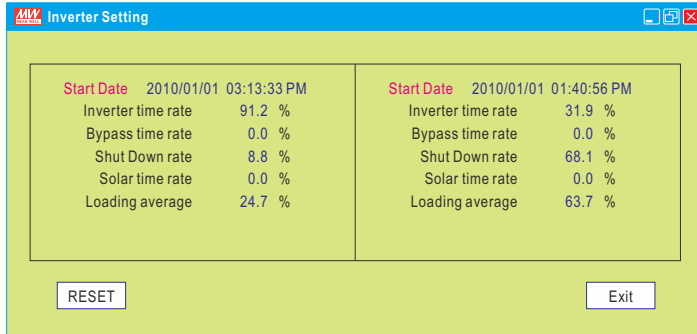 MW MEAN WELL Inverter Setting
Start Date 2010/01/01 03:13:33 PM
Inverter time rate 91.2 %
Bypass time rate 0.0 %
Shut Down rate 8.8 %
Solar time rate 0.0 %
Loading average 24.7 %
Start Date 2010/01/01 01:40:56 PM
Inverter time rate 31.9 %
Bypass time rate 0.0 %
Shut Down rate 68.1 %
Solar time rate 0.0 %
Loading average 63.7 %
RESET
Exit